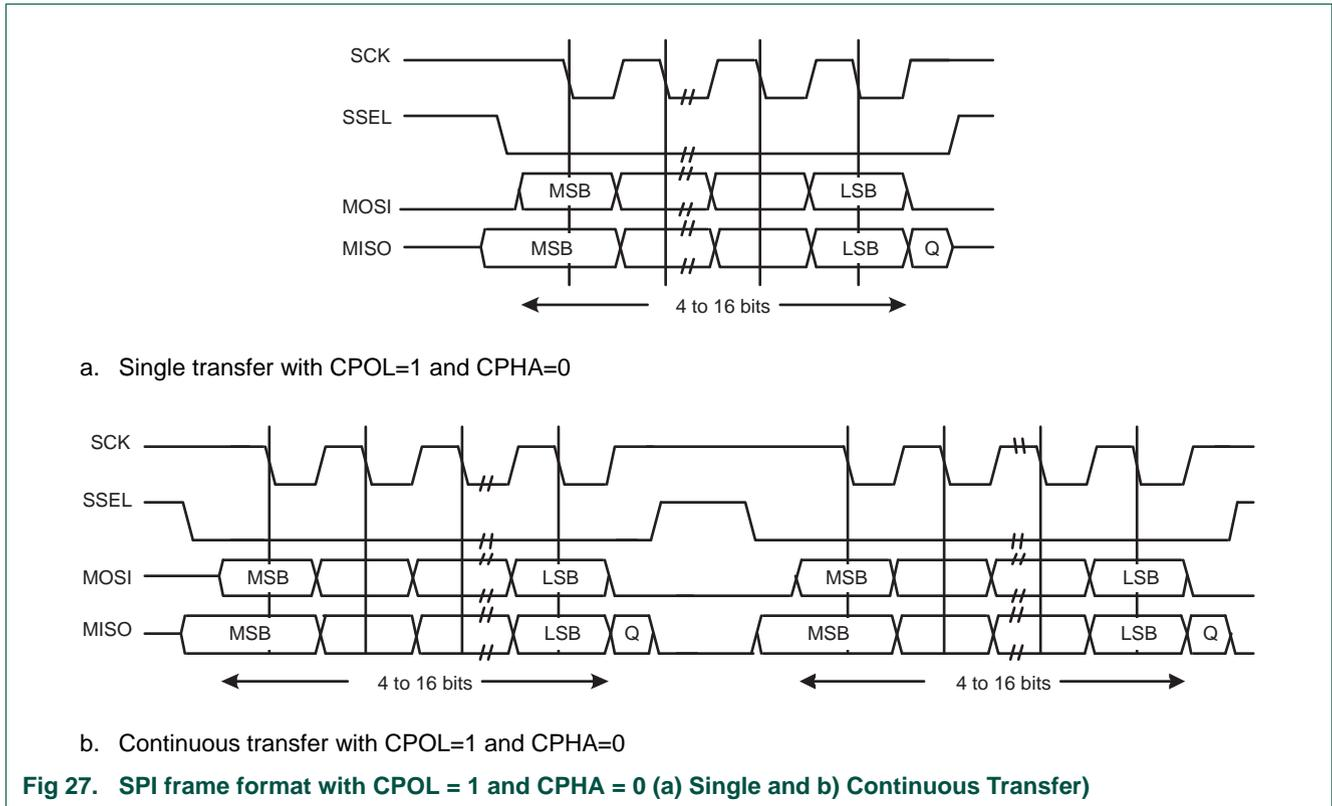 SCK
SSEL
MOSI
MSB
LSB
MISO
MSB
LSB
Q
4 to 16 bits
a. Single transfer with CPOL=1 and CPHA=0
SCK
SSEL
MOSI
MSB
LSB
MSB
LSB
MISO
MSB
LSB
Q
MSB
LSB
Q
4 to 16 bits
4 to 16 bits
b. Continuous transfer with CPOL=1 and CPHA=0
Fig 27. SPI frame format with CPOL = 1 and CPHA = 0 (a) Single and b) Continuous Transfer)